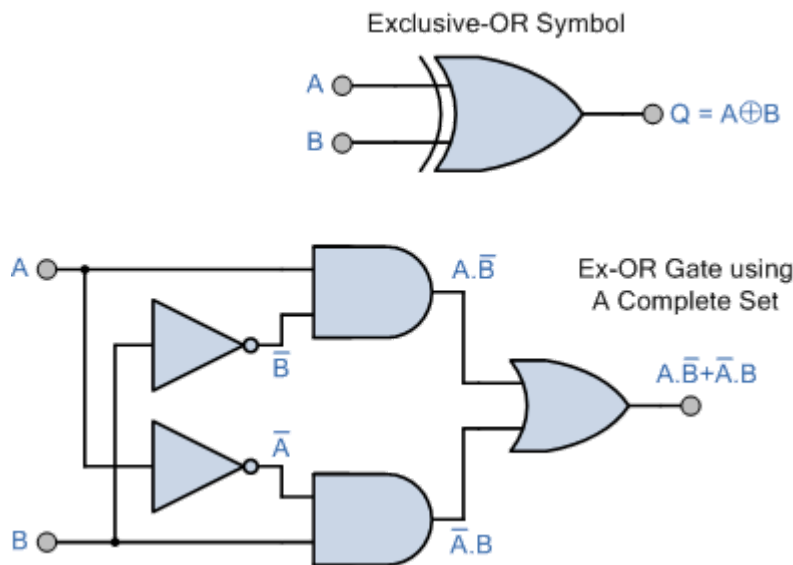 Exclusive-OR Symbol
A
B
Q = A⊕B
A
A.B̅
Ex-OR Gate using
A Complete Set
B̅
A.B̅+A̅.B
A̅
B
A̅.B